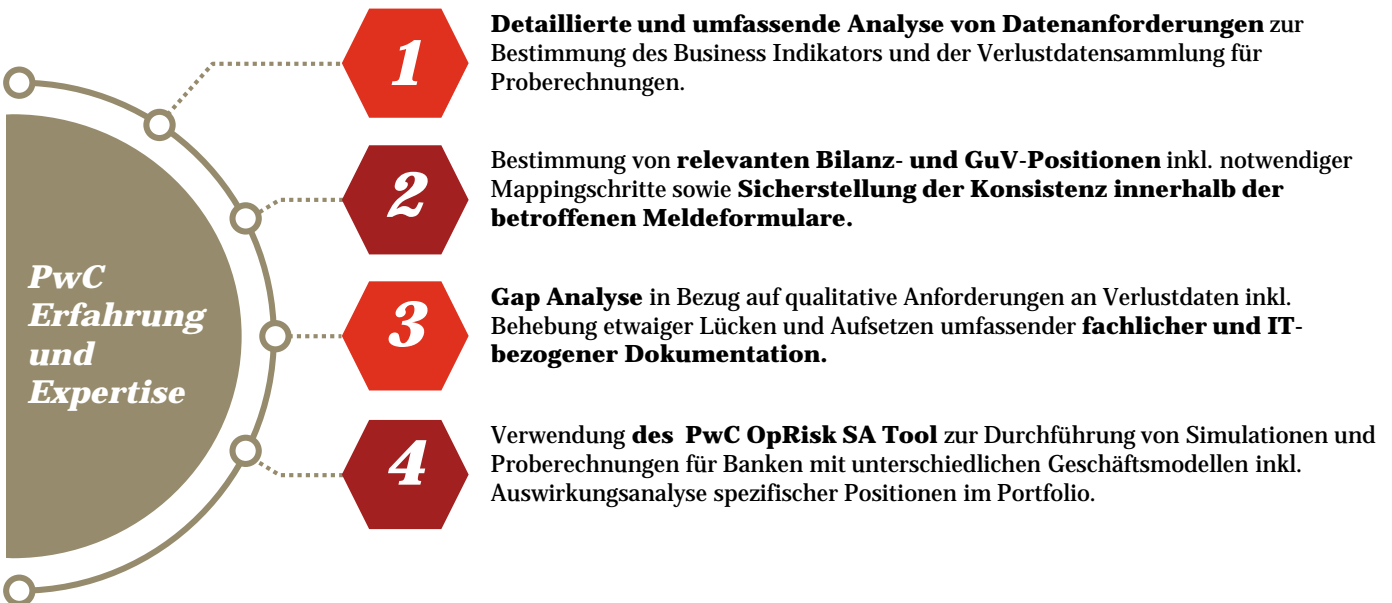 PwC
Erfahrung
und
Expertise
1
Detaillierte und umfassende Analyse von Datenanforderungen zur
Bestimmung des Business Indikators und der Verlustdatensammlung für
Proberechnungen.
2
Bestimmung von relevanten Bilanz- und GuV-Positionen inkl. notwendiger
Mappingschritte sowie Sicherstellung der Konsistenz innerhalb der
betroffenen Meldeformulare.
3
Gap Analyse in Bezug auf qualitative Anforderungen an Verlustdaten inkl.
Behebung etwaiger Lücken und Aufsetzen umfassender fachlicher und IT-
bezogener Dokumentation.
4
Verwendung des PwC OpRisk SA Tool zur Durchführung von Simulationen und
Proberechnungen für Banken mit unterschiedlichen Geschäftsmodellen inkl.
Auswirkungsanalyse spezifischer Positionen im Portfolio.